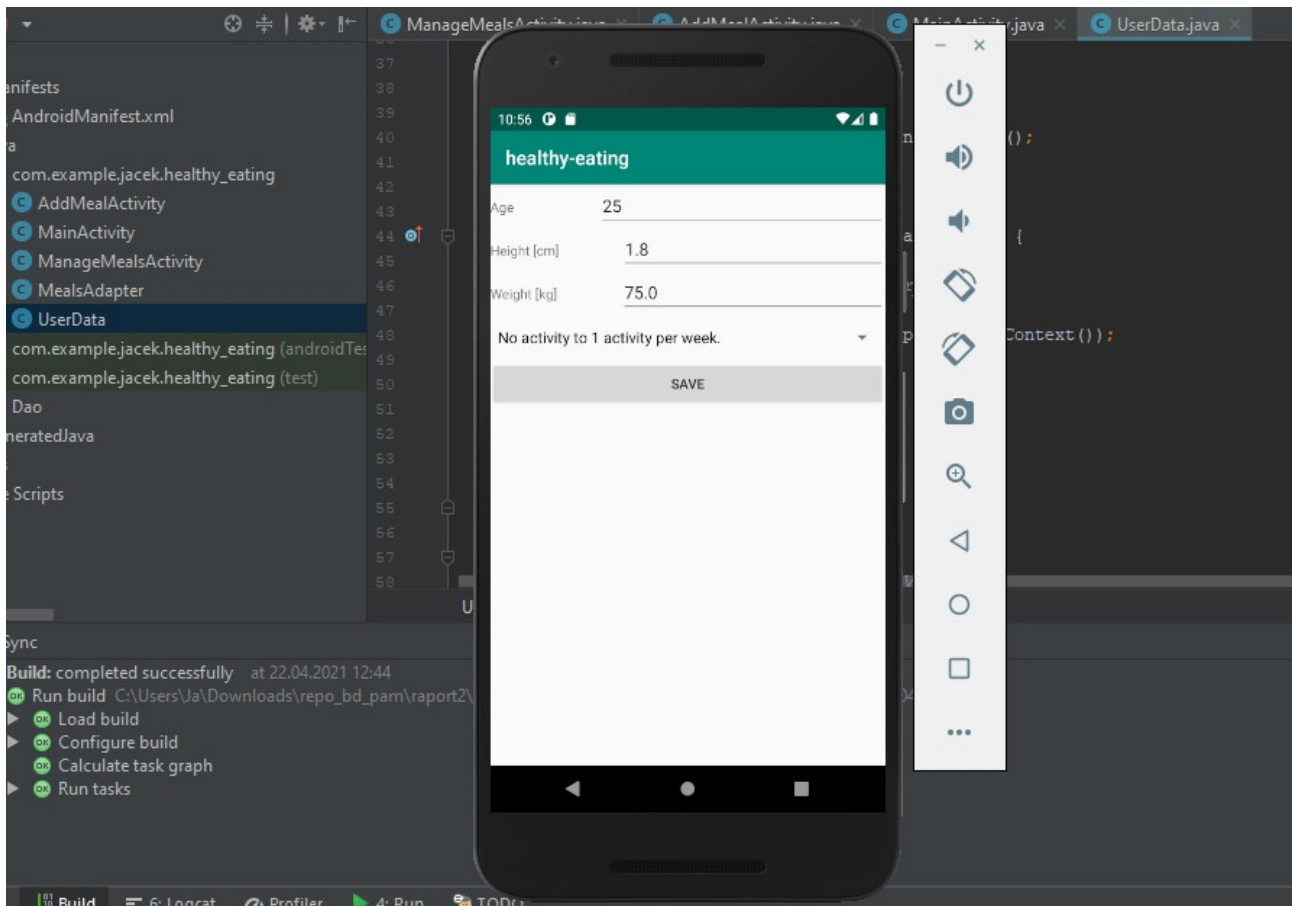 ManageMealsActivity.java
AddMealActivity.java
MainActivity.java
UserData.java
AndroidManifest.xml
com.example.jacek.healthy_eating
AddMealActivity
MainActivity
ManageMealsActivity
MealsAdapter
UserData
com.example.jacek.healthy_eating (androidTes
com.example.jacek.healthy_eating (test)
Dao
neratedJava
Scripts
37
38
39
40
41
42
43
44
45
46
47
48
49
50
51
52
53
54
55
56
57
58
();
{
Context());
10:56
healthy-eating
Age 25
Height [cm] 1.8
Weight [kg] 75.0
No activity to 1 activity per week.
SAVE
Sync
Build: completed successfully at 22.04.2021 12:44
Run build C:\Users\Ja\Downloads\repo_bd_pam\raport2\
Load build
Configure build
Calculate task graph
Run tasks
Build 6: Logcat Profiler 4: Run TODO